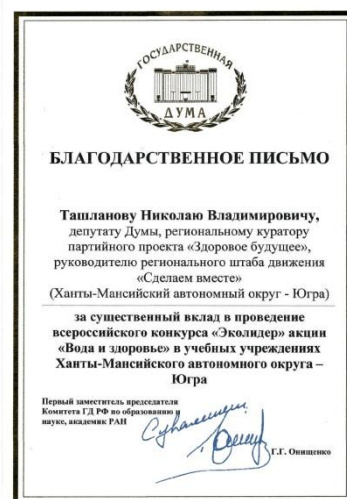 ГОСУДАРСТВЕННАЯ
ДУМА
БЛАГОДАРСТВЕННОЕ ПИСЬМО
Ташланову Николаю Владимировичу,
депутату Думы, региональному куратору
партийного проекта «Здоровое будущее»,
руководителю регионального штаба движения
«Сделаем вместе»
(Ханты-Мансийский автономный округ - Югра)
за существенный вклад в проведение
всероссийского конкурса «Эколидер» акции
«Вода и здоровье» в учебных учреждениях
Ханты-Мансийского автономного округа –
Югра
Первый заместитель председателя
Комитета ГД РФ по образованию и
науке, академик РАН
С уважением
Г.Г. Онищенко